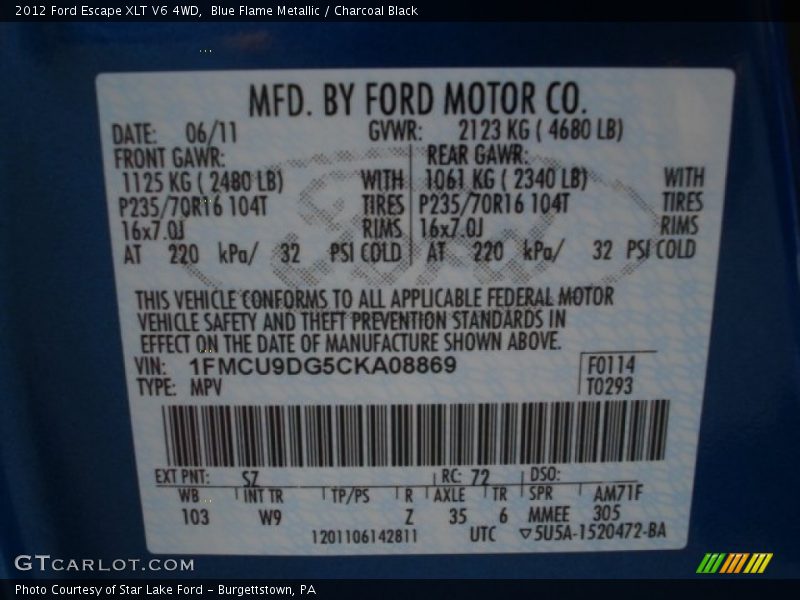 2012 Ford Escape XLT V6 4WD,  Blue Flame Metallic / Charcoal Black
MFD. BY FORD MOTOR CO.
DATE: 06/11 GVWR: 2123 KG ( 4680 LB)
FRONT GAWR: REAR GAWR:
1125 KG ( 2480 LB) WITH 1061 KG ( 2340 LB) WITH
P235/70R16 104T TIRES P235/70R16 104T TIRES
16x7.0J RIMS 16x7.0J RIMS
AT 220 kPa/ 32 PSI COLD AT 220 kPa/ 32 PSI COLD
THIS VEHICLE CONFORMS TO ALL APPLICABLE FEDERAL MOTOR
VEHICLE SAFETY AND THEFT PREVENTION STANDARDS IN
EFFECT ON THE DATE OF MANUFACTURE SHOWN ABOVE.
VIN: 1FMCU9DG5CKA08869 F0114
TYPE: MPV T0293
EXT PNT: SZ RC: 72 DSO:
WB INT TR TP/PS R AXLE TR SPR AM71F
103 W9 Z 35 6 MMEE 305
1201106142811 UTC ▽5U5A-1520472-BA
GTCARLOT.COM
Photo Courtesy of Star Lake Ford - Burgettstown, PA